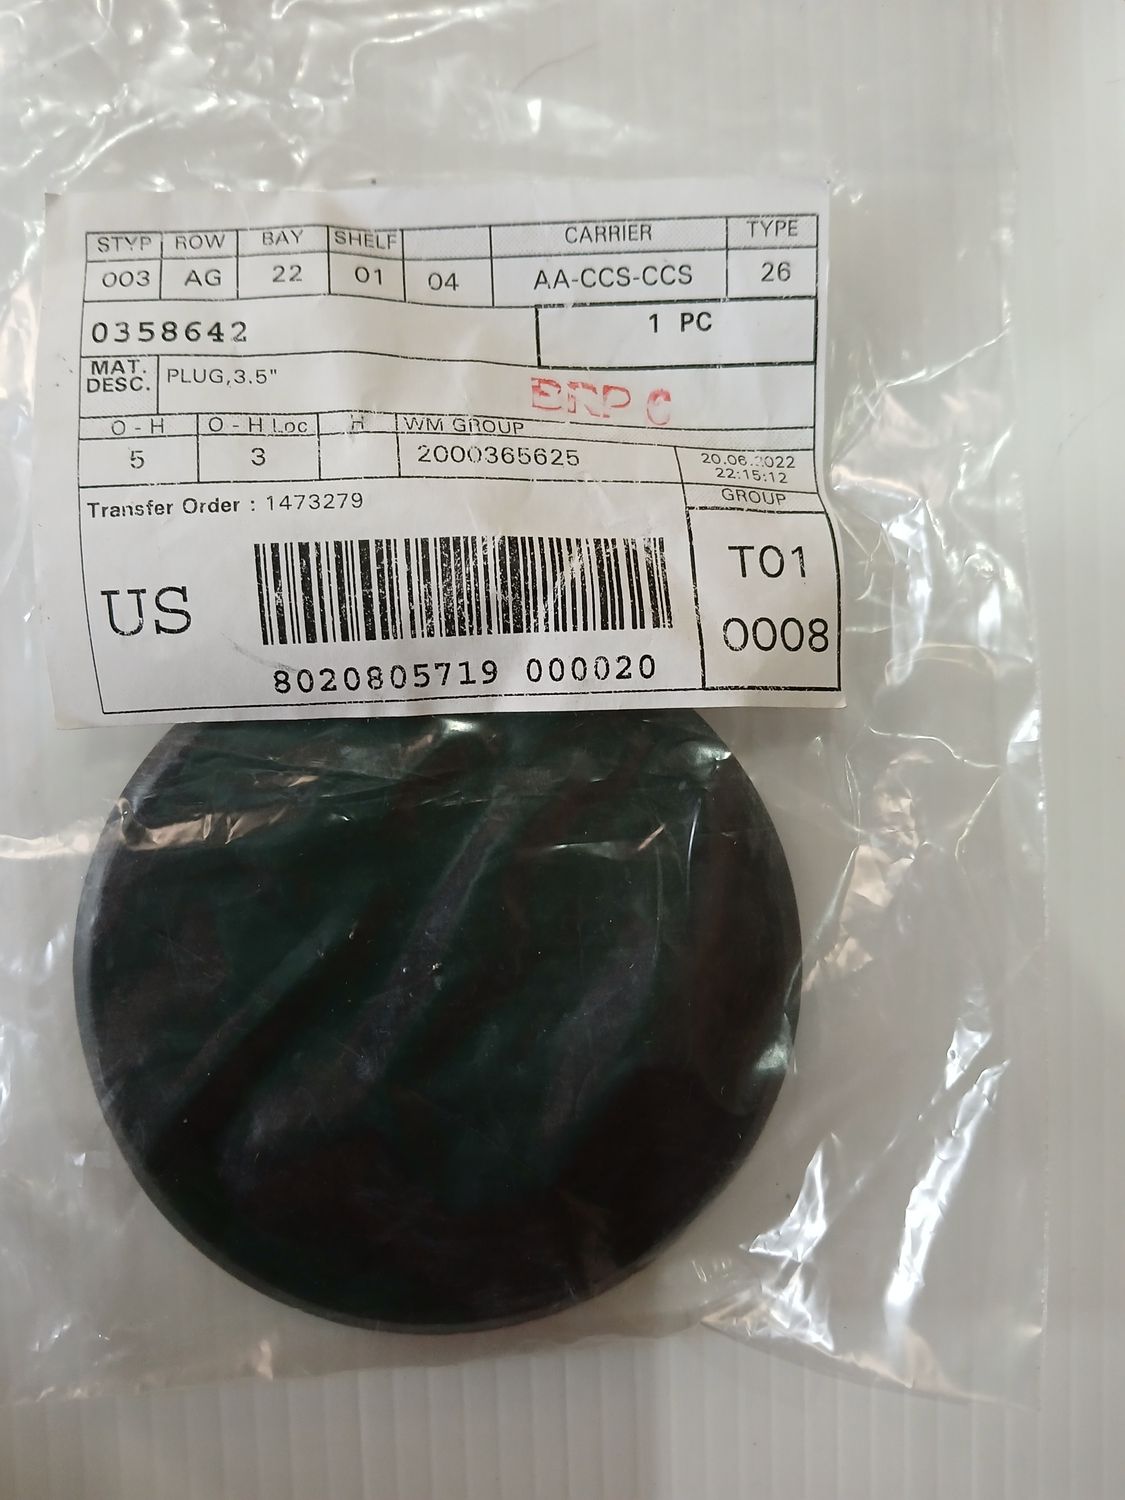 STYP ROW BAY SHELF CARRIER TYPE
003 AG 22 01 04 AA-CCS-CCS 26
0358642 1 PC
MAT. DESC. PLUG,3.5"
O - H O - H Loc H WM GROUP
5 3 2000365625 20.06.2022
22:15:12
Transfer Order : 1473279 GROUP
T01
US 0008
8020805719 000020